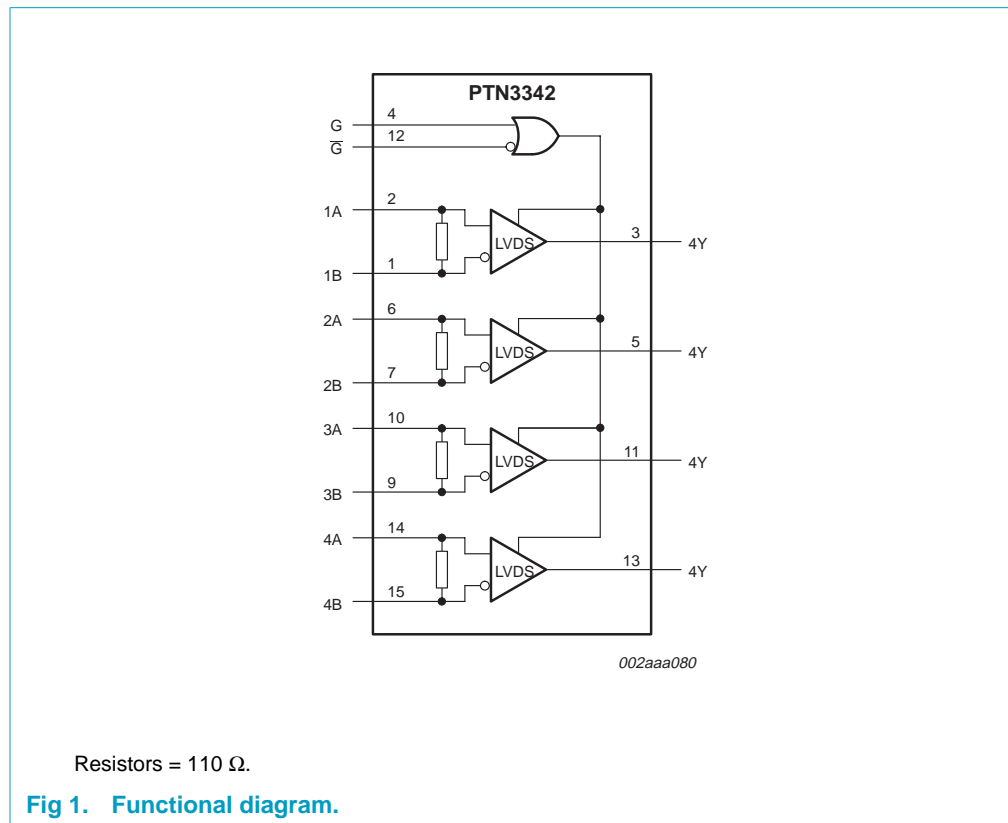 PTN3342
G 4
G̅ 12
1A 2
LVDS 3 4Y
1B 1
2A 6
LVDS 5 4Y
2B 7
3A 10
LVDS 11 4Y
3B 9
4A 14
LVDS 13 4Y
4B 15
002aaa080
Resistors = 110 Ω.
Fig 1. Functional diagram.